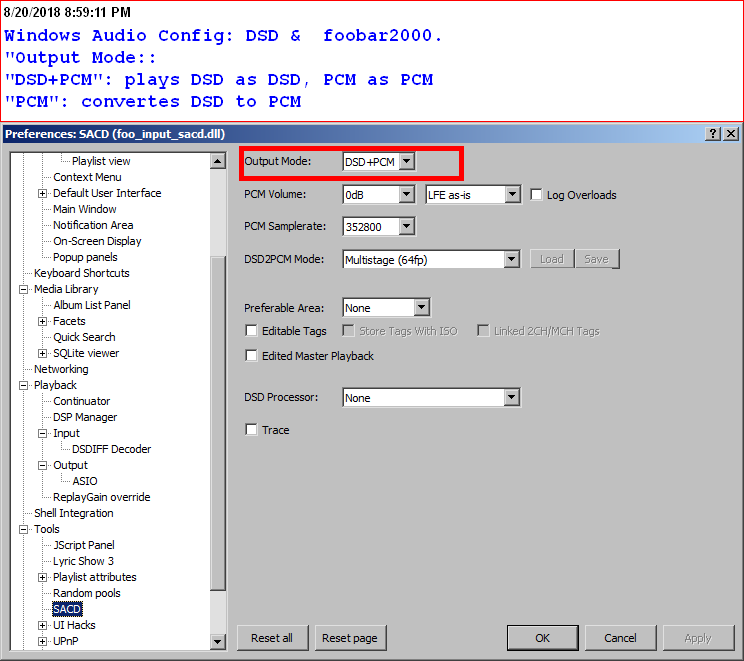 8/20/2018 8:59:11 PM
Windows Audio Config: DSD &  foobar2000.
"Output Mode::
"DSD+PCM": plays DSD as DSD, PCM as PCM
"PCM": convertes DSD to PCM
Preferences: SACD (foo_input_sacd.dll)
Playlist view
Context Menu
Default User Interface
Main Window
Notification Area
On-Screen Display
Popup panels
Keyboard Shortcuts
Media Library
Album List Panel
Facets
Quick Search
SQLite viewer
Networking
Playback
Continuator
DSP Manager
Input
DSDIFF Decoder
Output
ASIO
ReplayGain override
Shell Integration
Tools
JScript Panel
Lyric Show 3
Playlist attributes
Random pools
SACD
UI Hacks
UPnP
Output Mode: DSD+PCM
PCM Volume: 0dB LFE as-is Log Overloads
PCM Samplerate: 352800
DSD2PCM Mode: Multistage (64fp) Load Save
Preferable Area: None
Editable Tags Store Tags With ISO Linked 2CH/MCH Tags
Edited Master Playback
DSD Processor: None
Trace
Reset all Reset page OK Cancel Apply